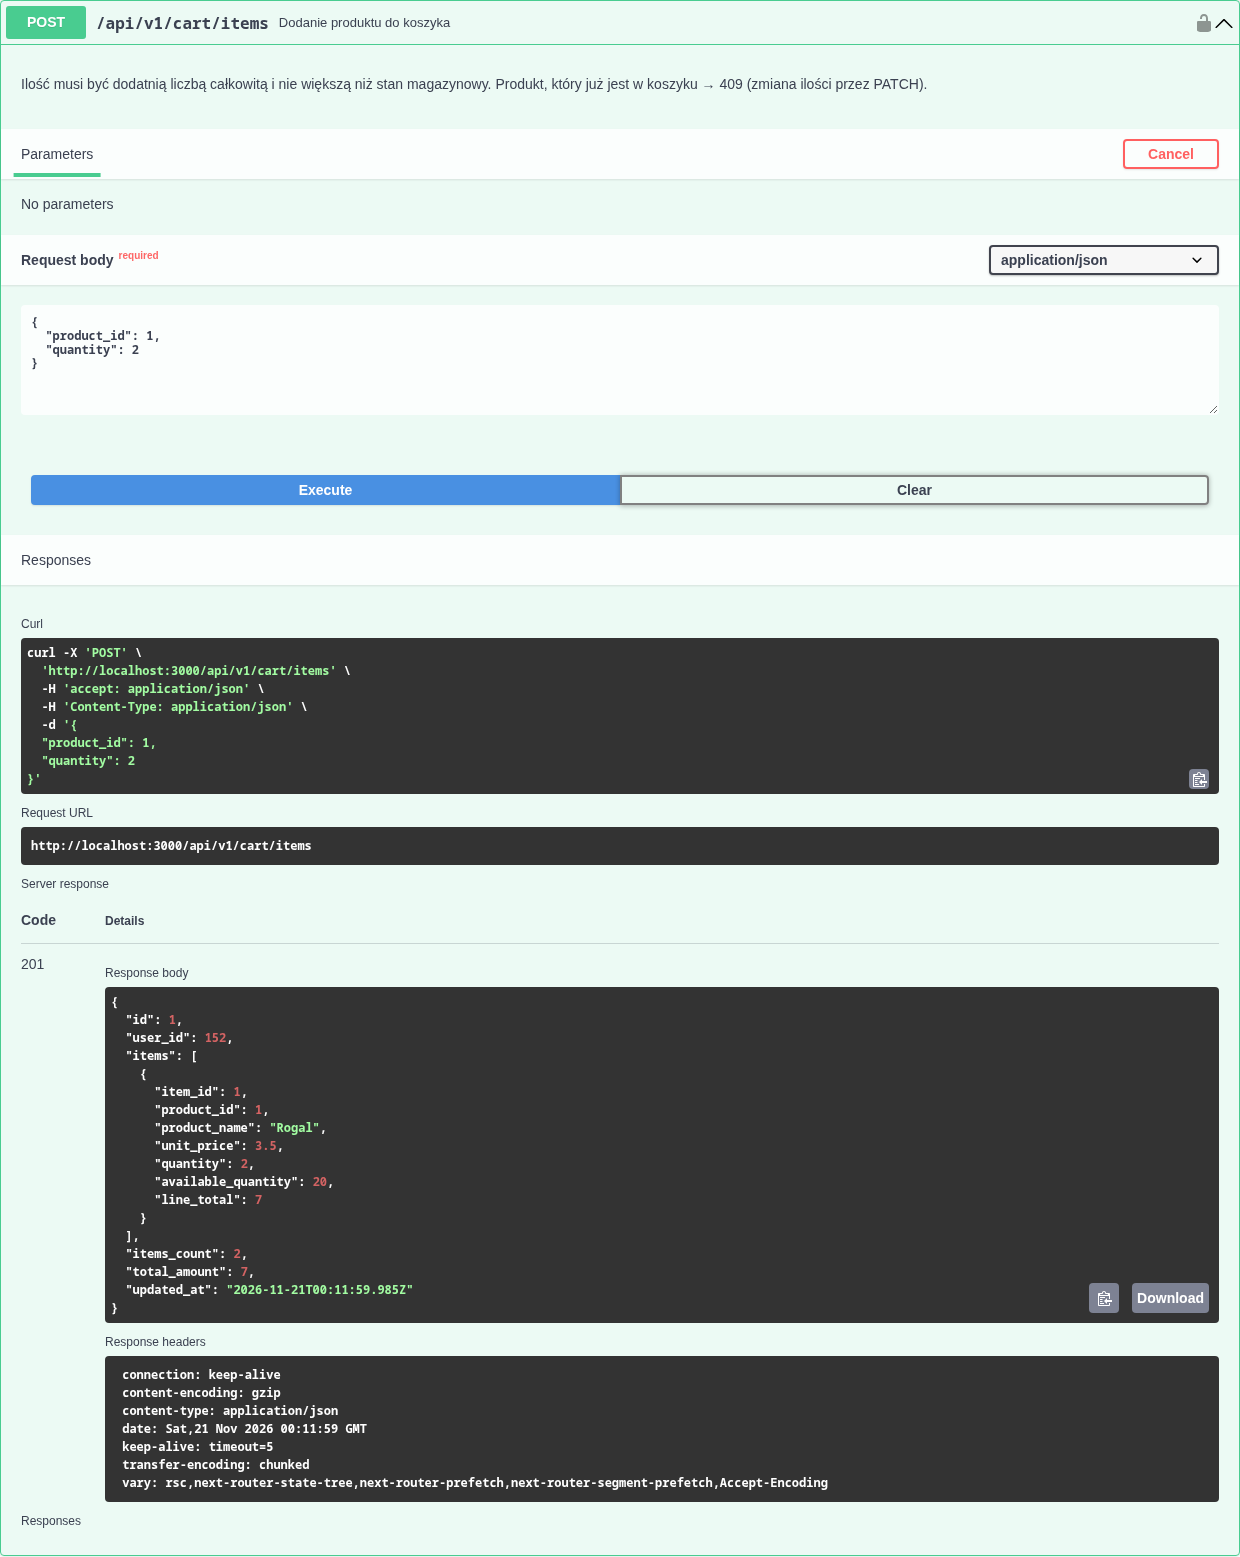 POST /api/v1/cart/items Dodanie produktu do koszyka
Ilość musi być dodatnią liczbą całkowitą i nie większą niż stan magazynowy. Produkt, który już jest w koszyku → 409 (zmiana ilości przez PATCH).
Parameters
Cancel
No parameters
Request body required
application/json
{
  "product_id": 1,
  "quantity": 2
}
Execute
Clear
Responses
Curl
curl -X 'POST' \
  'http://localhost:3000/api/v1/cart/items' \
  -H 'accept: application/json' \
  -H 'Content-Type: application/json' \
  -d '{
  "product_id": 1,
  "quantity": 2
}'
Request URL
http://localhost:3000/api/v1/cart/items
Server response
Code Details
201
Response body
{
  "id": 1,
  "user_id": 152,
  "items": [
    {
      "item_id": 1,
      "product_id": 1,
      "product_name": "Rogal",
      "unit_price": 3.5,
      "quantity": 2,
      "available_quantity": 20,
      "line_total": 7
    }
  ],
  "items_count": 2,
  "total_amount": 7,
  "updated_at": "2026-11-21T00:11:59.985Z"
}
Download
Response headers
connection: keep-alive
content-encoding: gzip
content-type: application/json
date: Sat,21 Nov 2026 00:11:59 GMT
keep-alive: timeout=5
transfer-encoding: chunked
vary: rsc,next-router-state-tree,next-router-prefetch,next-router-segment-prefetch,Accept-Encoding
Responses